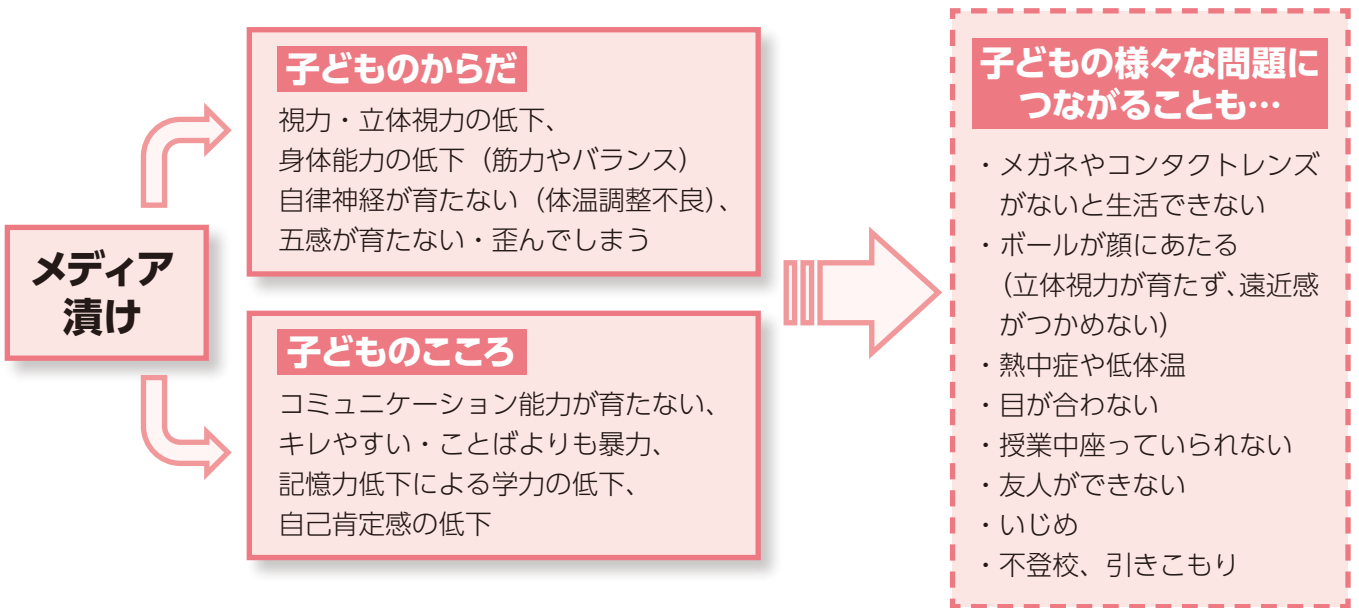 メディア
漬け
子どものからだ
視力・立体視力の低下、
身体能力の低下（筋力やバランス）
自律神経が育たない（体温調整不良）、
五感が育たない・歪んでしまう
子どものこころ
コミュニケーション能力が育たない、
キレやすい・ことばよりも暴力、
記憶力低下による学力の低下、
自己肯定感の低下
子どもの様々な問題に
つながることも…
・メガネやコンタクトレンズ
がないと生活できない
・ボールが顔にあたる
（立体視力が育たず、遠近感
がつかめない）
・熱中症や低体温
・目が合わない
・授業中座っていられない
・友人ができない
・いじめ
・不登校、引きこもり